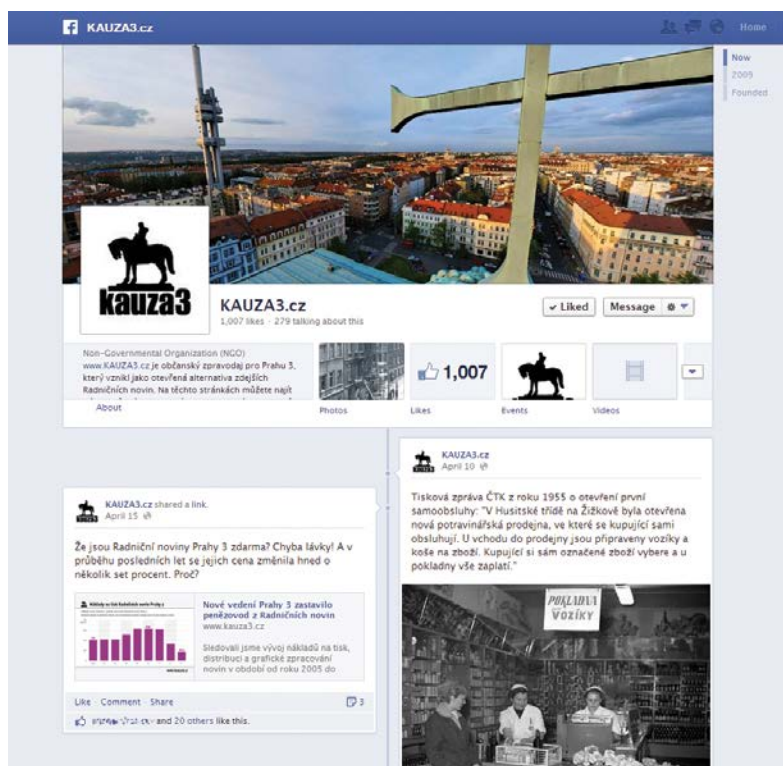 KAUZA3.cz
Home
Now
2009
Founded
kauza3
KAUZA3.cz
1,007 likes · 279 talking about this
Liked
Message
Non-Governmental Organization (NGO)
www.KAUZA3.cz je občanský zpravodaj pro Prahu 3,
který vznikl jako otevřená alternativa zdejších
Radničních novin. Na těchto stránkách můžete najít
About
Photos
1,007
Likes
Events
Videos
KAUZA3.cz shared a link.
April 15
Že jsou Radniční noviny Prahy 3 zdarma? Chyba lávky! A v
průběhu posledních let se jejich cena změnila hned o
několik set procent. Proč?
Nové vedení Prahy 3 zastavilo
penězovod z Radničních novin
www.kauza3.cz
Sledovali jsme vývoj nákladů na tisk,
distribuci a grafické zpracování
novin v období od roku 2005 do
Like · Comment · Share
3
and 20 others like this.
KAUZA3.cz
April 10
Tisková zpráva ČTK z roku 1955 o otevření první
samoobsluhy: "V Husitské třídě na Žižkově byla otevřena
nová potravinářská prodejna, ve které se kupující sami
obsluhují. U vchodu do prodejny jsou připraveny vozíky a
koše na zboží. Kupující si sám označené zboží vybere a u
pokladny vše zaplatí."
POKLADNA
VOZÍKY